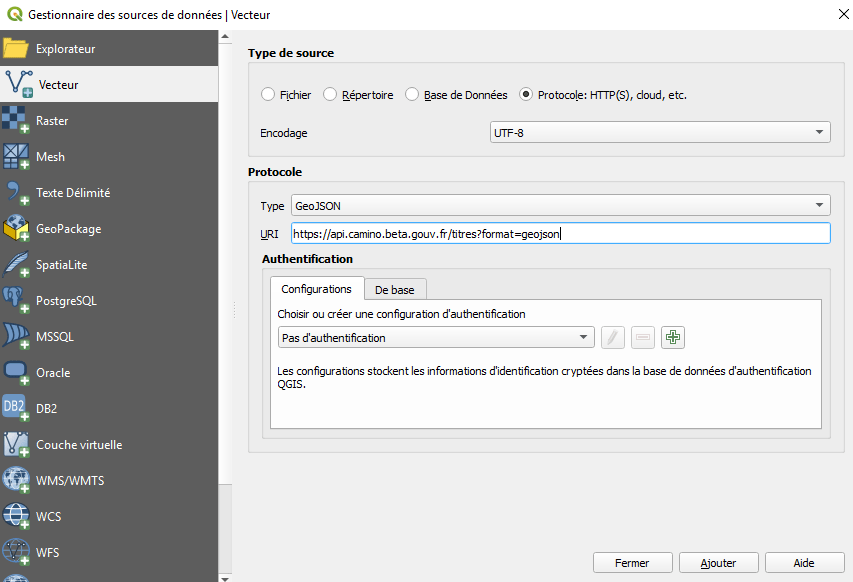 Gestionnaire des sources de données | Vecteur
Explorateur
Vecteur
Raster
Mesh
Texte Délimité
GeoPackage
SpatiaLite
PostgreSQL
MSSQL
Oracle
DB2
DB2
Couche virtuelle
WMS/WMTS
WCS
WFS
Type de source
Fichier Répertoire Base de Données Protocole: HTTP(S), cloud, etc.
Encodage UTF-8
Protocole
Type GeoJSON
URI https://api.camino.beta.gouv.fr/titres?format=geojson
Authentification
Configurations De base
Choisir ou créer une configuration d'authentification
Pas d'authentification
Les configurations stockent les informations d'identification cryptées dans la base de données d'authentification
QGIS.
Fermer Ajouter Aide